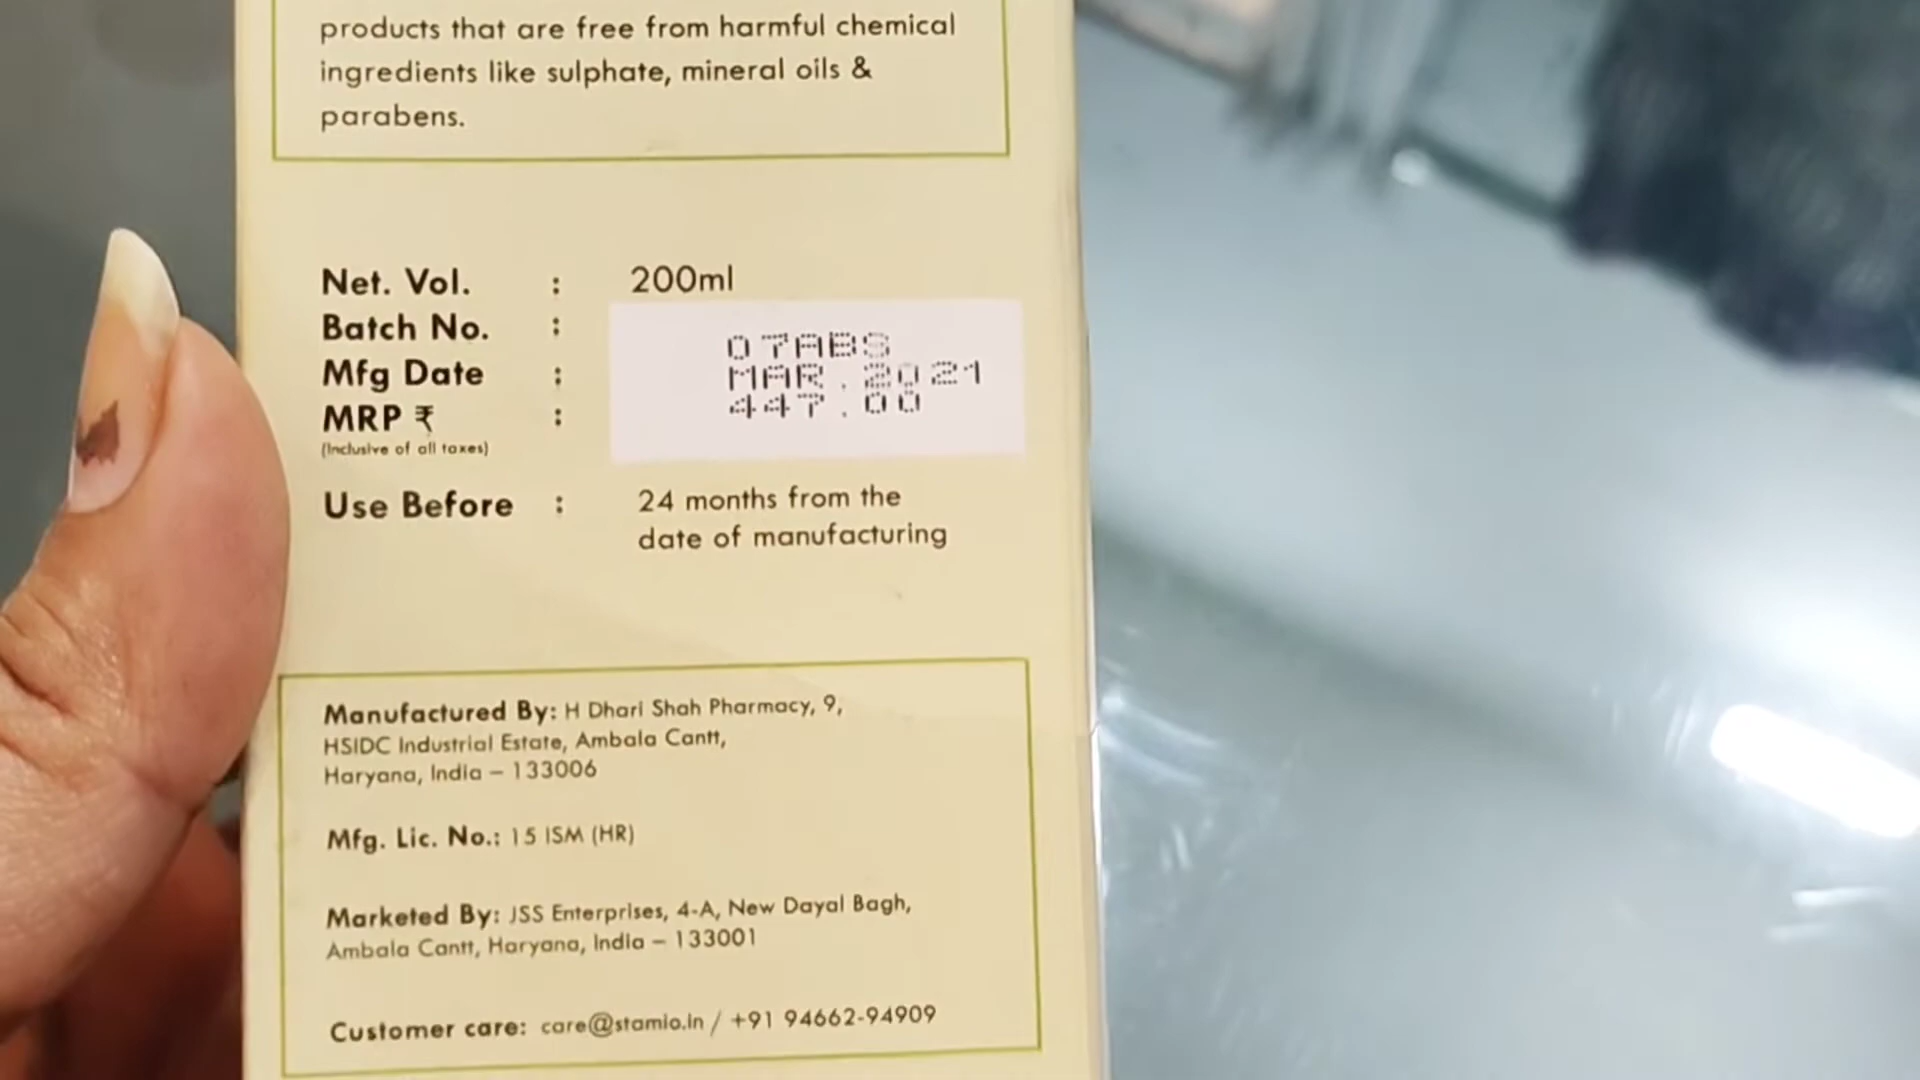 products that are free from harmful chemical
ingredients like sulphate, mineral oils &
parabens.
Net. Vol. : 200ml
Batch No. : 07ABS
Mfg Date : MAR.2021
MRP ₹ : 447.00
(Inclusive of all taxes)
Use Before : 24 months from the
date of manufacturing
Manufactured By: H Dhari Shah Pharmacy, 9,
HSIDC Industrial Estate, Ambala Cantt,
Haryana, India – 133006
Mfg. Lic. No.: 15 ISM (HR)
Marketed By: JSS Enterprises, 4-A, New Dayal Bagh,
Ambala Cantt, Haryana, India – 133001
Customer care: care@stamio.in / +91 94662-94909